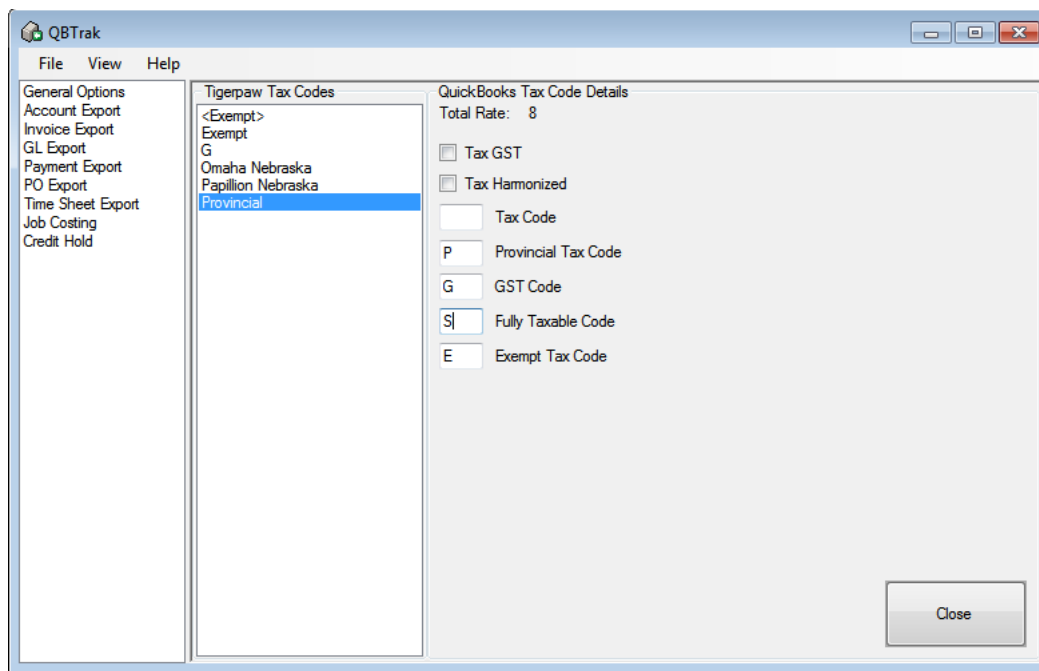 QBTrak
File View Help
General Options
Account Export
Invoice Export
GL Export
Payment Export
PO Export
Time Sheet Export
Job Costing
Credit Hold
Tigerpaw Tax Codes
<Exempt>
Exempt
G
Omaha Nebraska
Papillion Nebraska
Provincial
QuickBooks Tax Code Details
Total Rate: 8
Tax GST
Tax Harmonized
Tax Code
P Provincial Tax Code
G GST Code
S Fully Taxable Code
E Exempt Tax Code
Close